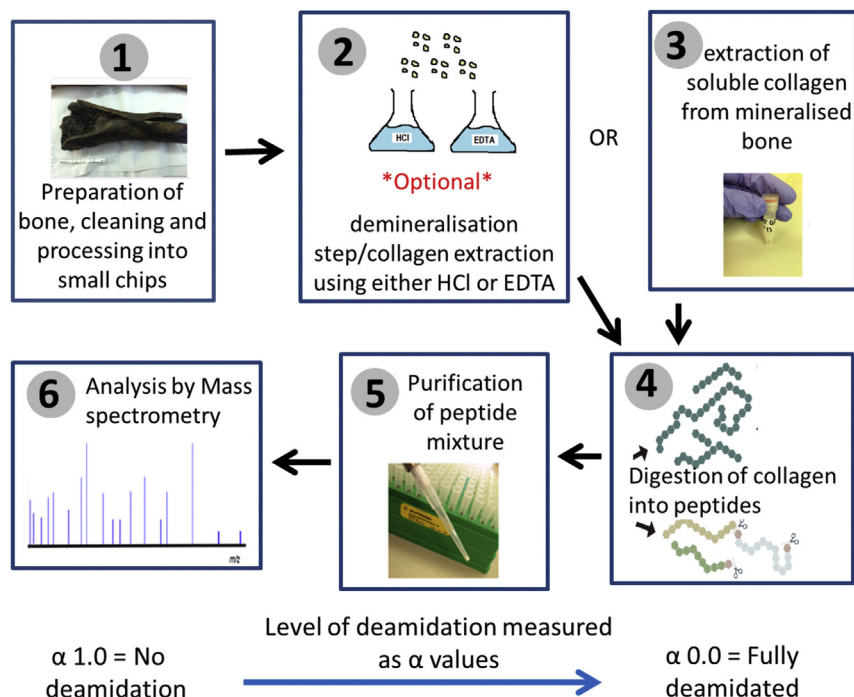 1
Preparation of
bone, cleaning and
processing into
small chips
2
HCl
EDTA
*Optional*
demineralisation
step/collagen extraction
using either HCl or EDTA
OR
3
extraction of
soluble collagen
from mineralised
bone
4
Digestion of collagen
into peptides
5
Purification
of peptide
mixture
6
Analysis by Mass
spectrometry
m/z
Level of deamidation measured
as α values
α 1.0 = No
deamidation
α 0.0 = Fully
deamidated